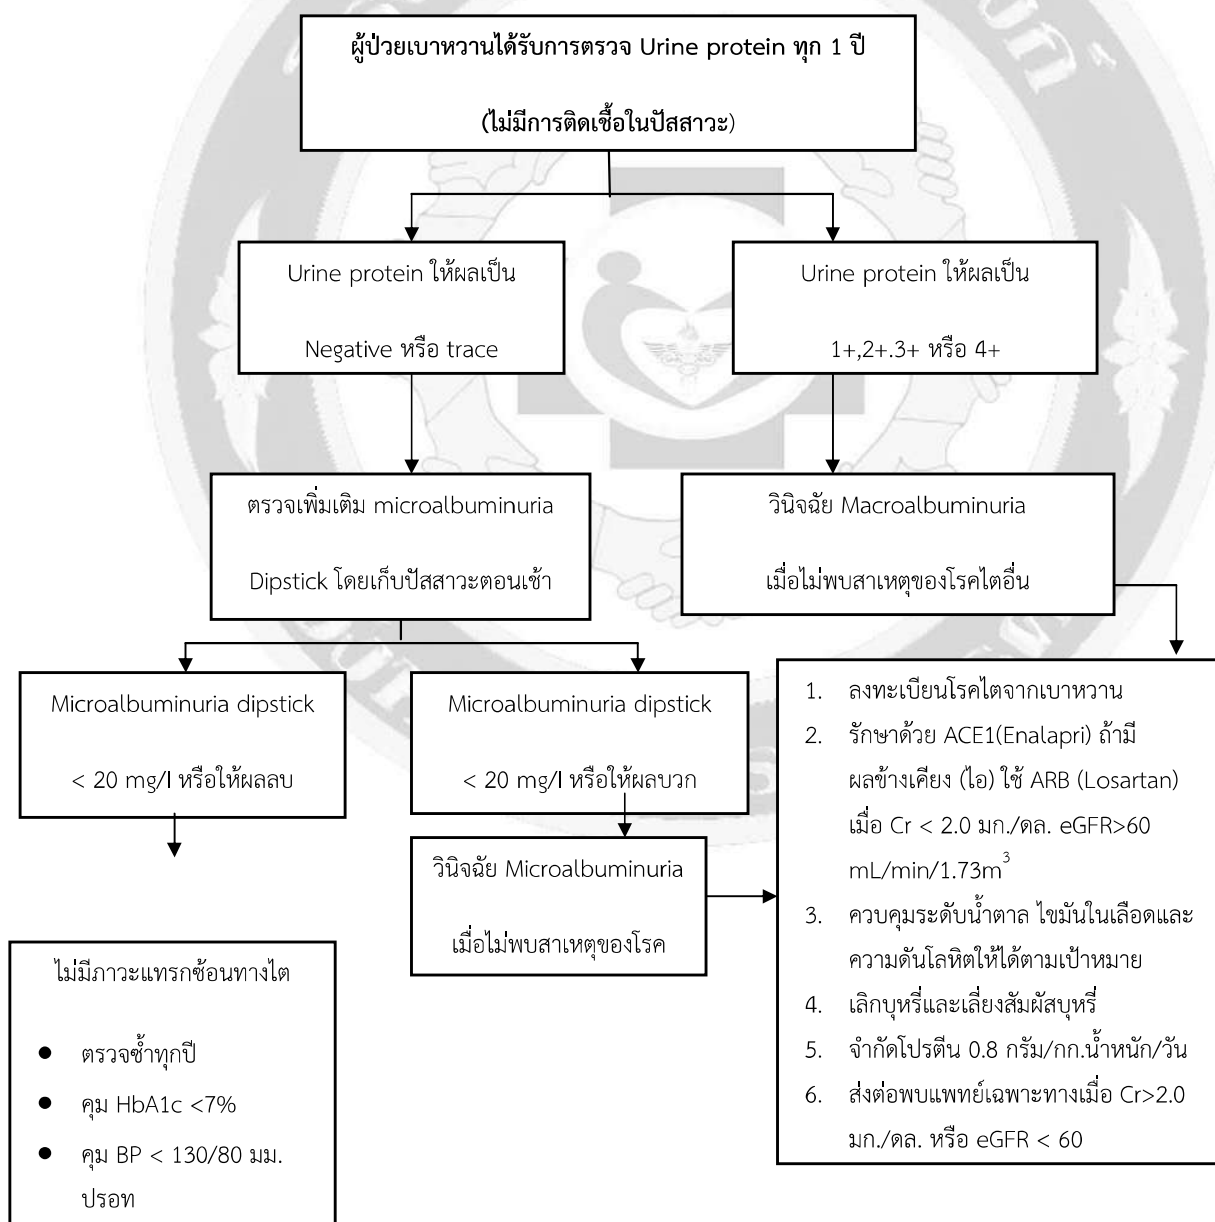 ผู้ป่วยเบาหวานได้รับการตรวจ Urine protein ทุก 1 ปี
(ไม่มีการติดเชื้อในปัสสาวะ)
Urine protein ให้ผลเป็น
Negative หรือ trace
Urine protein ให้ผลเป็น
1+,2+.3+ หรือ 4+
ตรวจเพิ่มเติม microalbuminuria
Dipstick โดยเก็บปัสสาวะตอนเช้า
วินิจฉัย Macroalbuminuria
เมื่อไม่พบสาเหตุของโรคไตอื่น
Microalbuminuria dipstick
< 20 mg/l หรือให้ผลลบ
Microalbuminuria dipstick
< 20 mg/l หรือให้ผลบวก
วินิจฉัย Microalbuminuria
เมื่อไม่พบสาเหตุของโรค
1. ลงทะเบียนโรคไตจากเบาหวาน
2. รักษาด้วย ACE1(Enalapri) ถ้ามี
ผลข้างเคียง (ไอ) ใช้ ARB (Losartan)
เมื่อ Cr < 2.0 มก./ดล. eGFR>60
mL/min/1.73m³
3. ควบคุมระดับน้ำตาล ไขมันในเลือดและ
ความดันโลหิตให้ได้ตามเป้าหมาย
4. เลิกบุหรี่และเลี่ยงสัมผัสบุหรี่
5. จำกัดโปรตีน 0.8 กรัม/กก.น้ำหนัก/วัน
6. ส่งต่อพบแพทย์เฉพาะทางเมื่อ Cr>2.0
มก./ดล. หรือ eGFR < 60
ไม่มีภาวะแทรกซ้อนทางไต
● ตรวจซ้ำทุกปี
● คุม HbA1c <7%
● คุม BP < 130/80 มม.
ปรอท